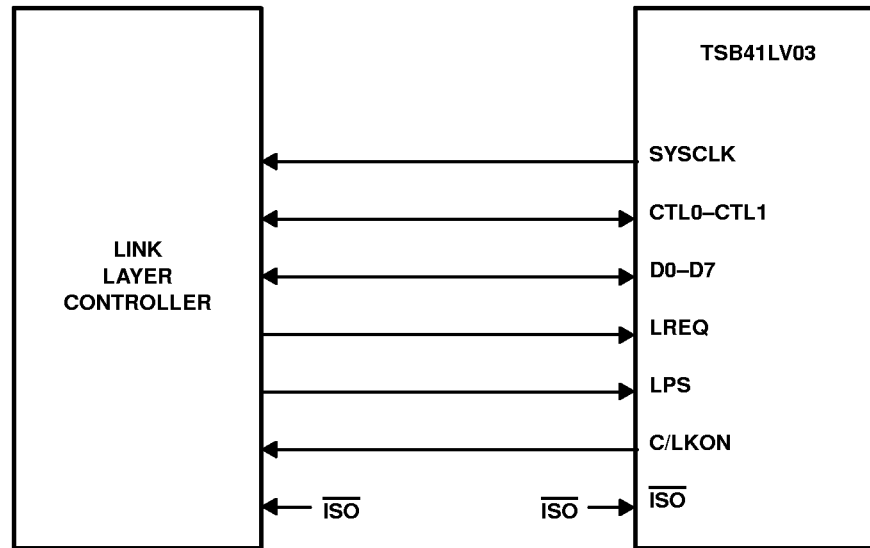 TSB41LV03
SYSCLK
CTL0–CTL1
LINK
LAYER
CONTROLLER
D0–D7
LREQ
LPS
C/LKON
ISO
ISO
ISO